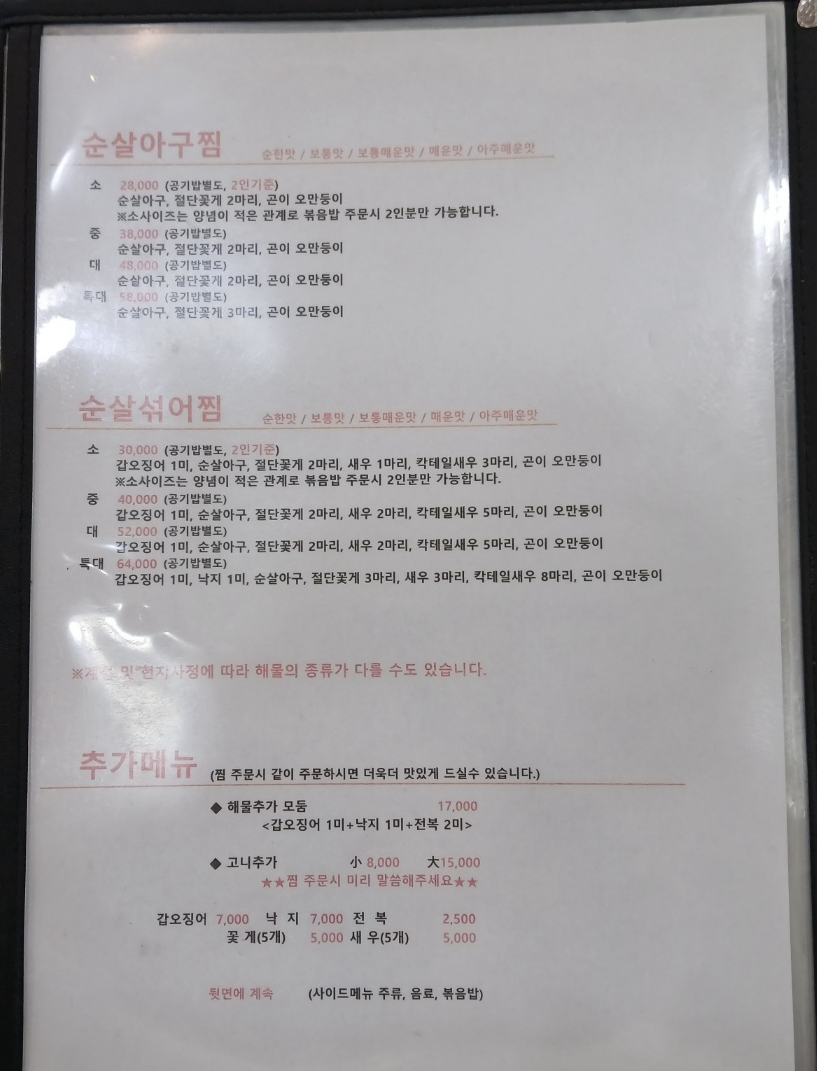 순살아구찜 순한맛 / 보통맛 / 보통매운맛 / 매운맛 / 아주매운맛
소 28,000 (공기밥별도, 2인기준)
순살아구, 절단꽃게 2마리, 곤이 오만둥이
※소사이즈는 양념이 적은 관계로 볶음밥 주문시 2인분만 가능합니다.
중 38,000 (공기밥별도)
순살아구, 절단꽃게 2마리, 곤이 오만둥이
대 48,000 (공기밥별도)
순살아구, 절단꽃게 2마리, 곤이 오만둥이
특대 58,000 (공기밥별도)
순살아구, 절단꽃게 3마리, 곤이 오만둥이
순살섞어찜 순한맛 / 보통맛 / 보통매운맛 / 매운맛 / 아주매운맛
소 30,000 (공기밥별도, 2인기준)
갑오징어 1미, 순살아구, 절단꽃게 2마리, 새우 1마리, 칵테일새우 3마리, 곤이 오만둥이
※소사이즈는 양념이 적은 관계로 볶음밥 주문시 2인분만 가능합니다.
중 40,000 (공기밥별도)
갑오징어 1미, 순살아구, 절단꽃게 2마리, 새우 2마리, 칵테일새우 5마리, 곤이 오만둥이
대 52,000 (공기밥별도)
갑오징어 1미, 순살아구, 절단꽃게 2마리, 새우 2마리, 칵테일새우 5마리, 곤이 오만둥이
특대 64,000 (공기밥별도)
갑오징어 1미, 낙지 1미, 순살아구, 절단꽃게 3마리, 새우 3마리, 칵테일새우 8마리, 곤이 오만둥이
※계절 및 현지사정에 따라 해물의 종류가 다를 수도 있습니다.
추가메뉴 (찜 주문시 같이 주문하시면 더욱더 맛있게 드실수 있습니다.)
◆ 해물추가 모둠 17,000
<갑오징어 1미+낙지 1미+전복 2미>
◆ 고니추가 小 8,000 大15,000
★★찜 주문시 미리 말씀해주세요★★
갑오징어 7,000 낙 지 7,000 전 복 2,500
꽃 게(5개) 5,000 새 우(5개) 5,000
뒷면에 계속 (사이드메뉴 주류, 음료, 볶음밥)